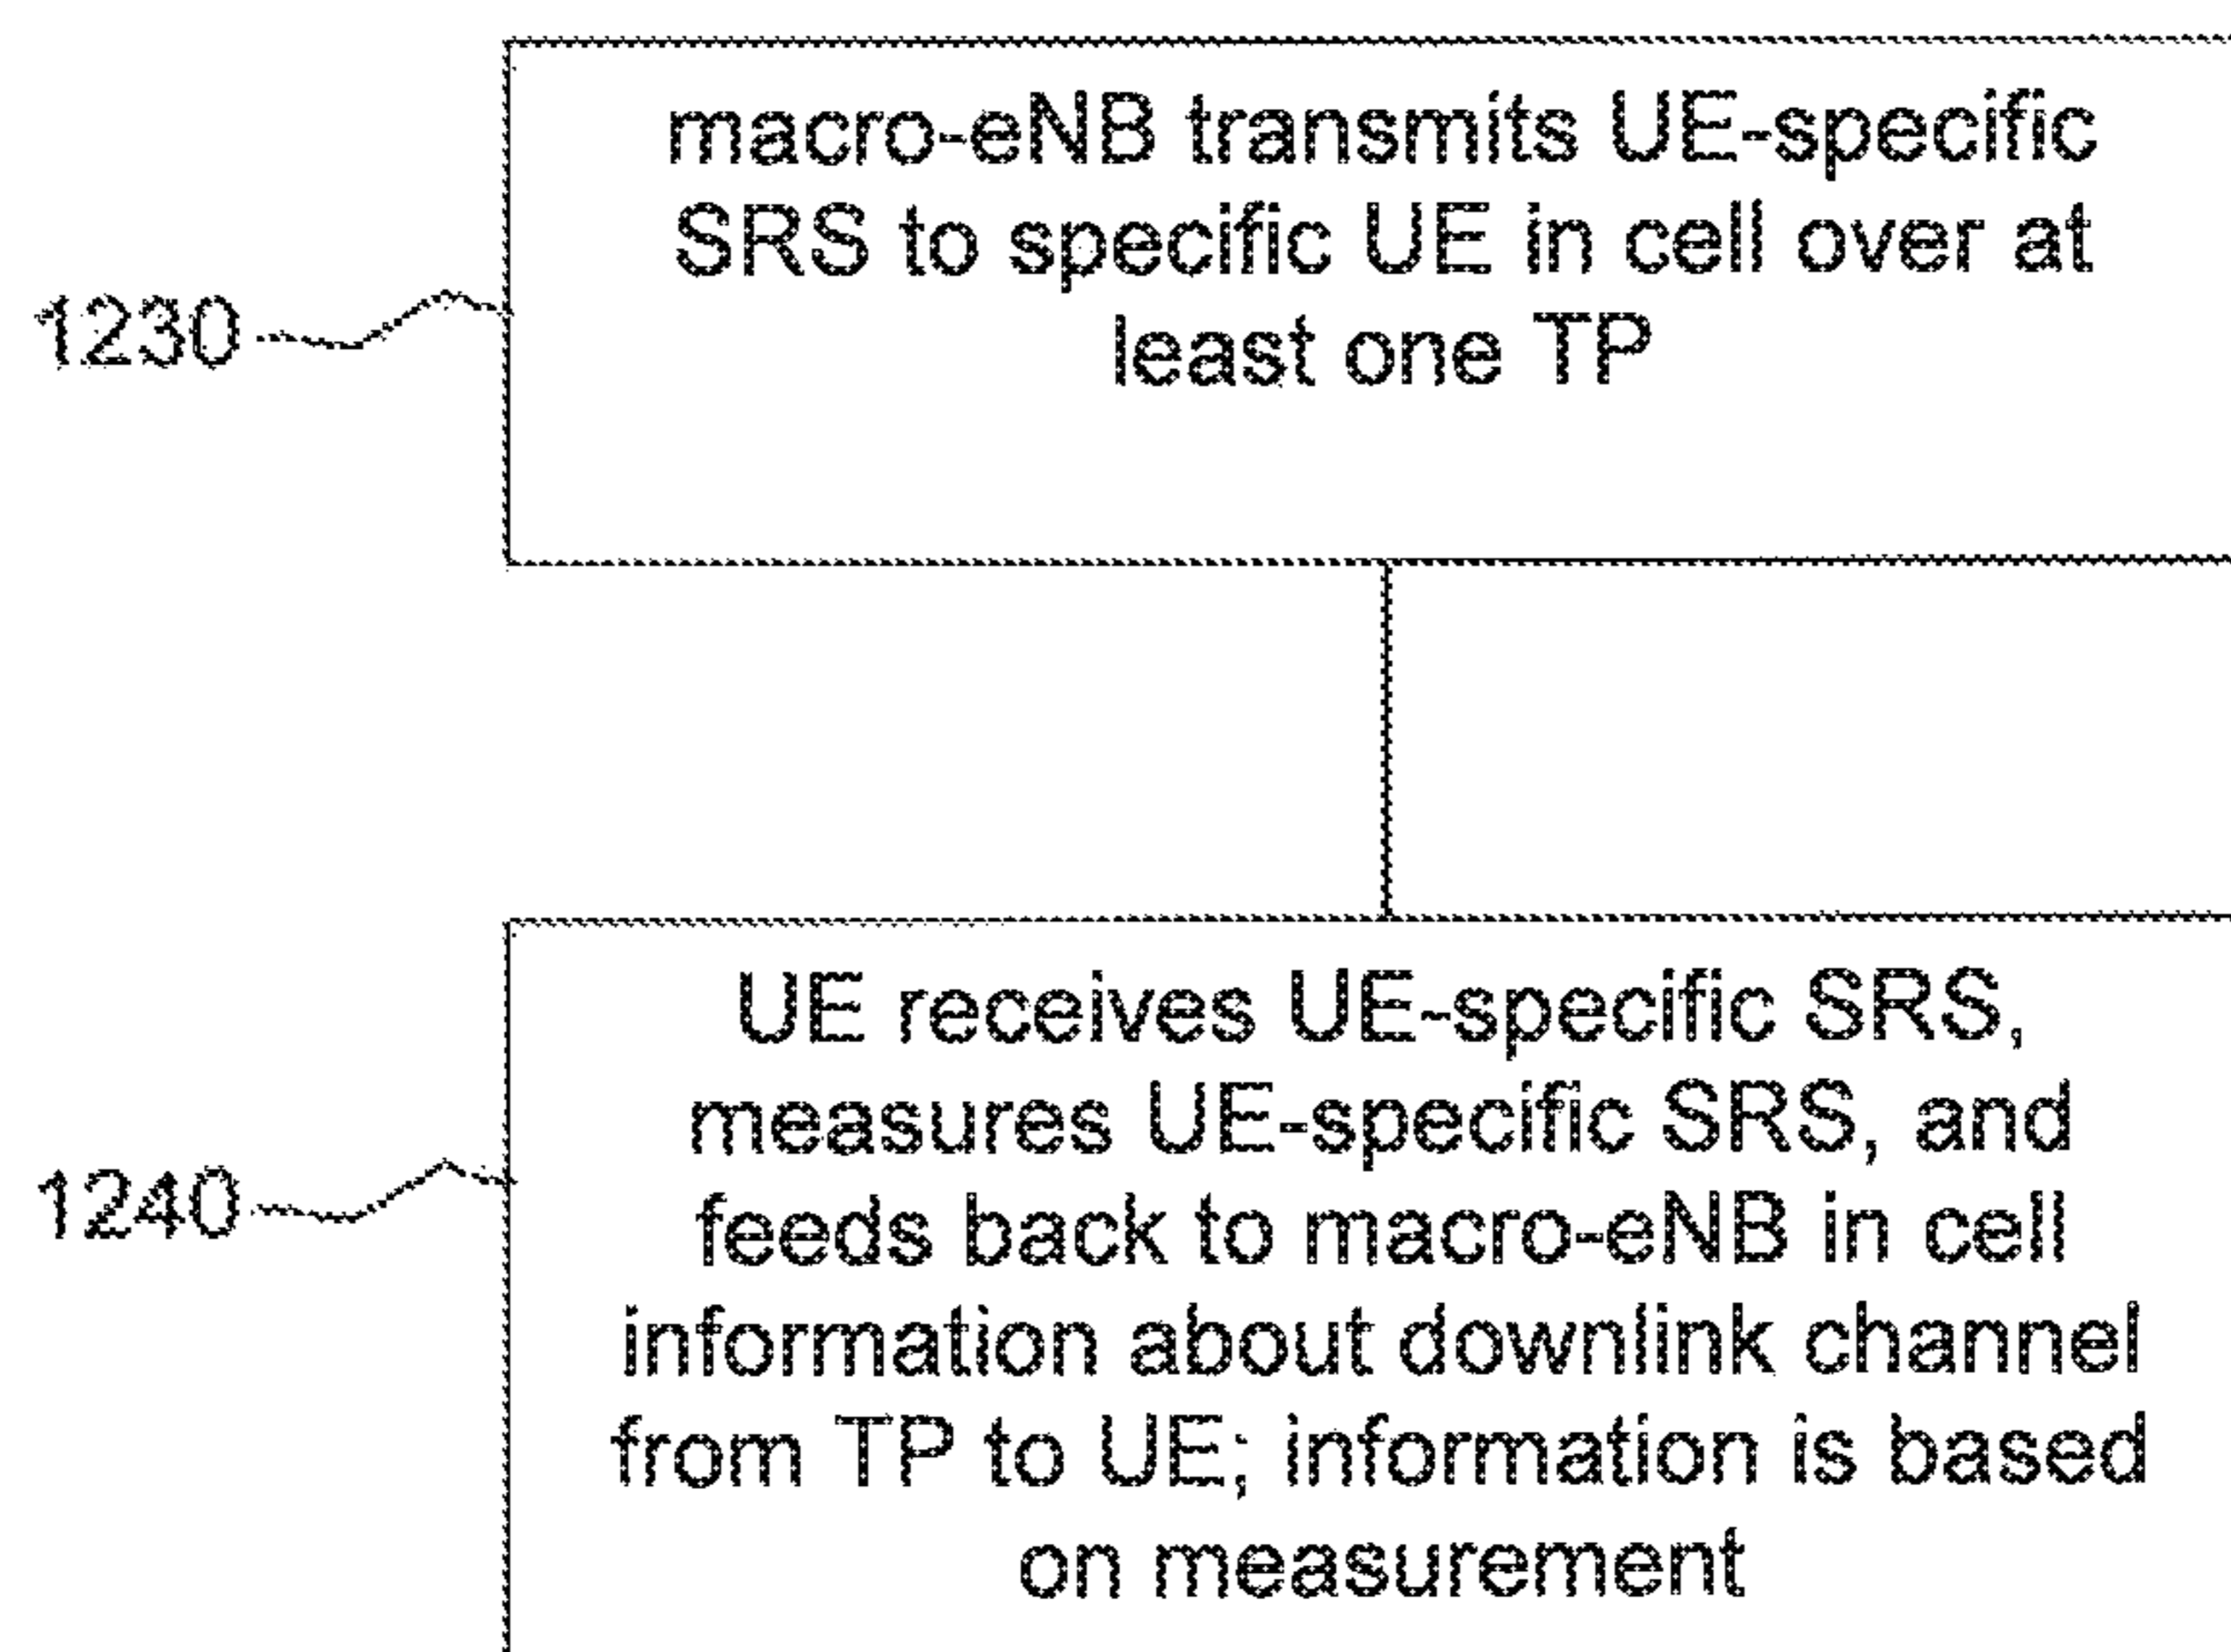 macro-eNB transmits UE-specific
SRS to specific UE in cell over at
least one TP
1230
UE receives UE-specific SRS,
measures UE-specific SRS, and
feeds back to macro-eNB in cell
information about downlink channel
from TP to UE; information is based
on measurement
1240